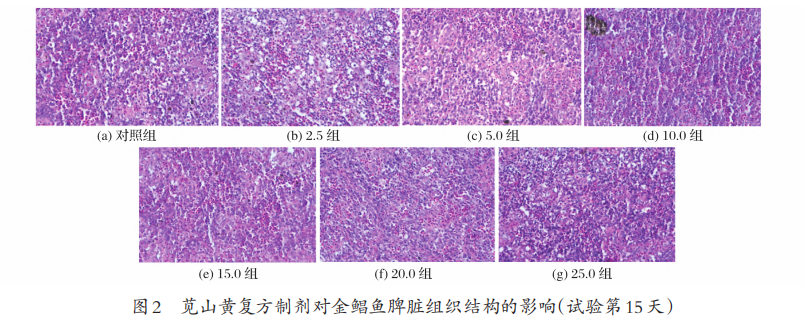 (a) 对照组
(b) 2.5 组
(c) 5.0 组
(d) 10.0 组
(e) 15.0 组
(f) 20.0 组
(g) 25.0 组
图2 苋山黄复方制剂对金鲳鱼脾脏组织结构的影响(试验第15天)